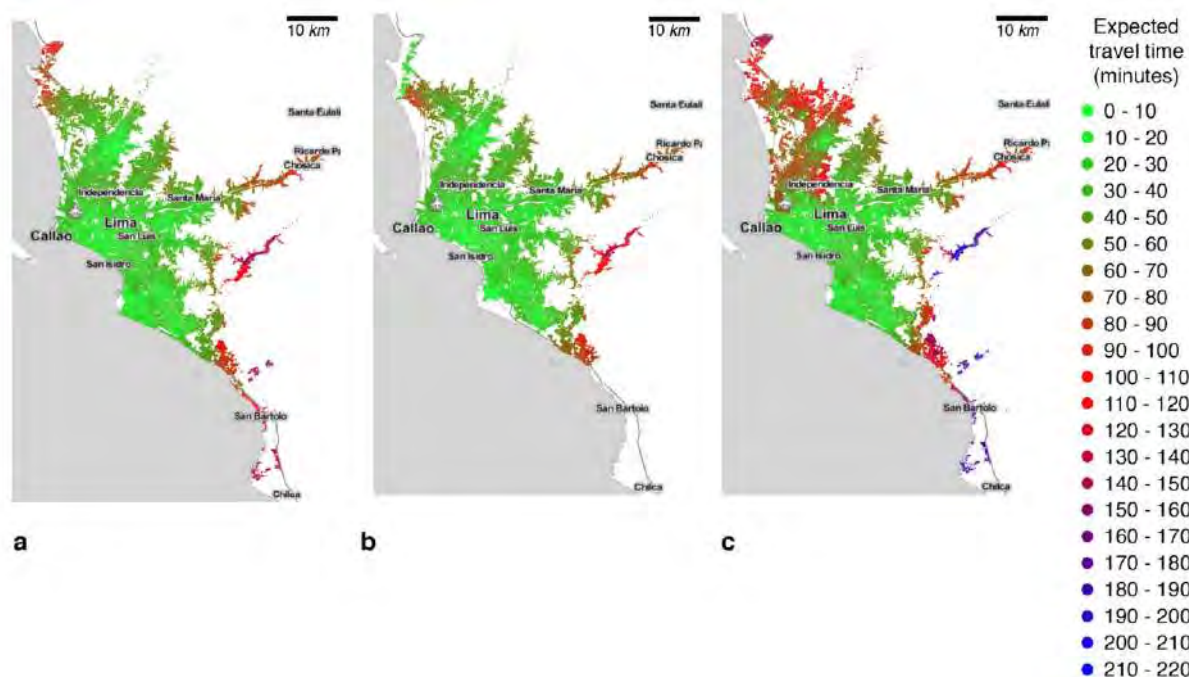 10 km
Santa Eulali
Ricardo Pa
Chosica
Independencia
Santa Maria
Lima
Callao
San Luis
San Isidro
San Bartolo
Chilca
a
10 km
Santa Eulali
Ricardo Pa
Chosica
Independencia
Santa Maria
Lima
Callao
San Luis
San Isidro
San Bartolo
Chilca
b
10 km
Santa Eulali
Ricardo Pa
Chosica
Independencia
Santa Maria
Lima
Callao
San Luis
San Isidro
San Bartolo
Chilca
c
Expected
travel time
(minutes)
0 - 10
10 - 20
20 - 30
30 - 40
40 - 50
50 - 60
60 - 70
70 - 80
80 - 90
90 - 100
100 - 110
110 - 120
120 - 130
130 - 140
140 - 150
150 - 160
160 - 170
170 - 180
180 - 190
190 - 200
200 - 210
210 - 220